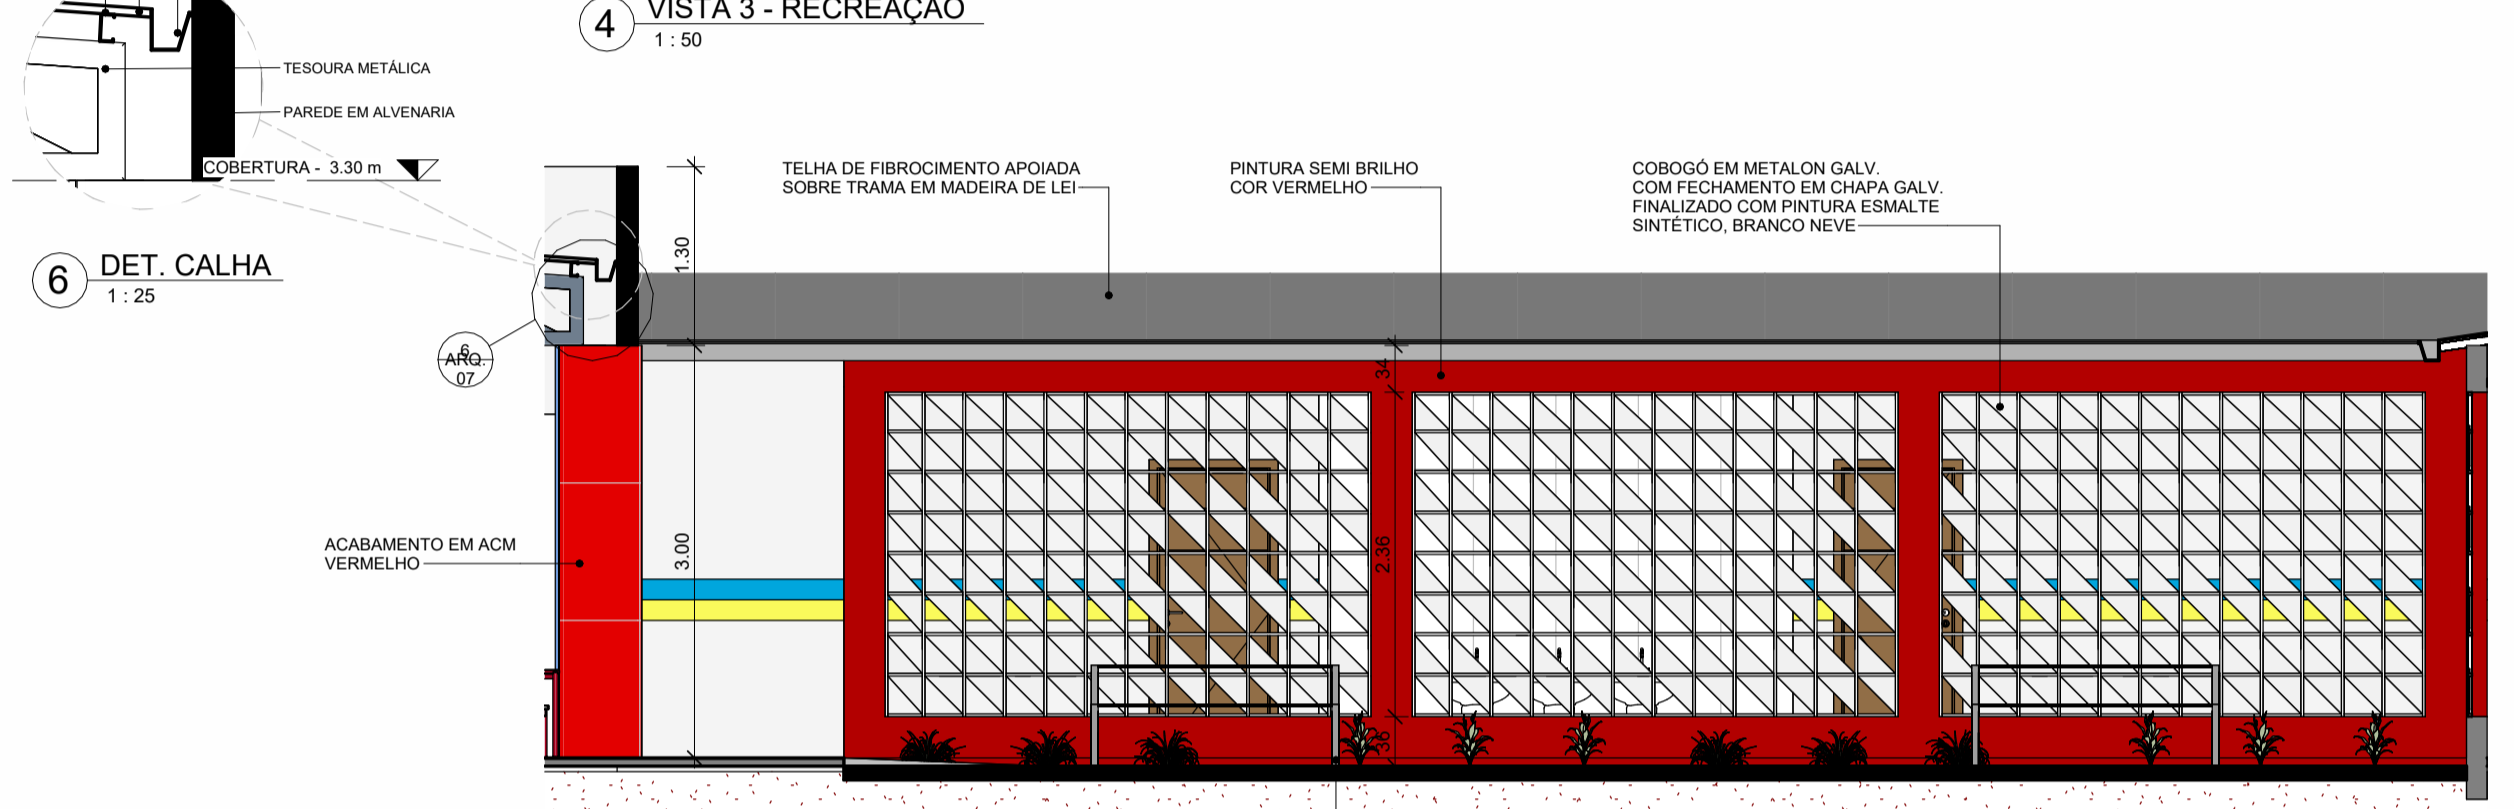 4 VISTA 3 - RECREAÇÃO
1 : 50
TESOURA METÁLICA
PAREDE EM ALVENARIA
COBERTURA - 3.30 m
6 DET. CALHA
1 : 25
TELHA DE FIBROCIMENTO APOIADA
SOBRE TRAMA EM MADEIRA DE LEI
PINTURA SEMI BRILHO
COR VERMELHO
COBOGÓ EM METALON GALV.
COM FECHAMENTO EM CHAPA GALV.
FINALIZADO COM PINTURA ESMALTE
SINTÉTICO, BRANCO NEVE
1.30
6
ARQ.
07
.34
ACABAMENTO EM ACM
VERMELHO
3.00
2.36
.36